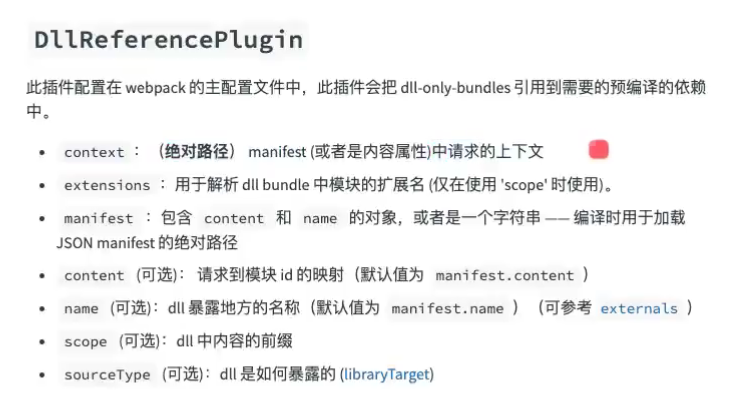 DllReferencePlugin
此插件配置在 webpack 的主配置文件中，此插件会把 dll-only-bundles 引用到需要的预编译的依赖
中。
• context ：（绝对路径） manifest (或者是内容属性)中请求的上下文
• extensions ：用于解析 dll bundle 中模块的扩展名 (仅在使用 'scope' 时使用)。
• manifest ：包含 content 和 name 的对象，或者是一个字符串 —— 编译时用于加载
JSON manifest 的绝对路径
• content (可选)： 请求到模块 id 的映射（默认值为 manifest.content ）
• name (可选)：dll 暴露地方的名称（默认值为 manifest.name ）（可参考 externals ）
• scope (可选)：dll 中内容的前缀
• sourceType (可选)：dll 是如何暴露的 (libraryTarget)